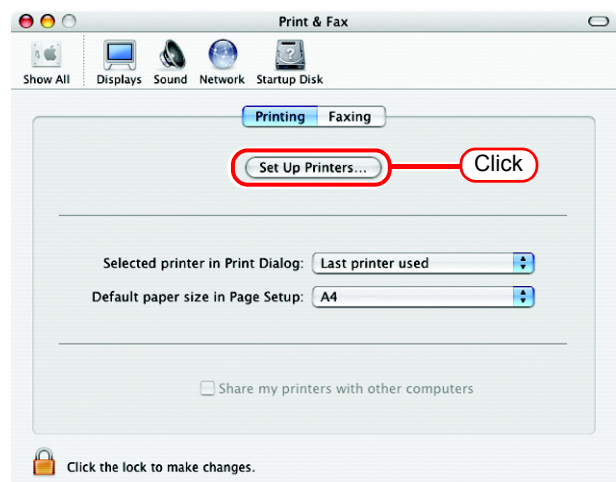 Print & Fax
Show All Displays Sound Network Startup Disk
Printing Faxing
Set Up Printers... Click
Selected printer in Print Dialog: Last printer used
Default paper size in Page Setup: A4
Share my printers with other computers
Click the lock to make changes.